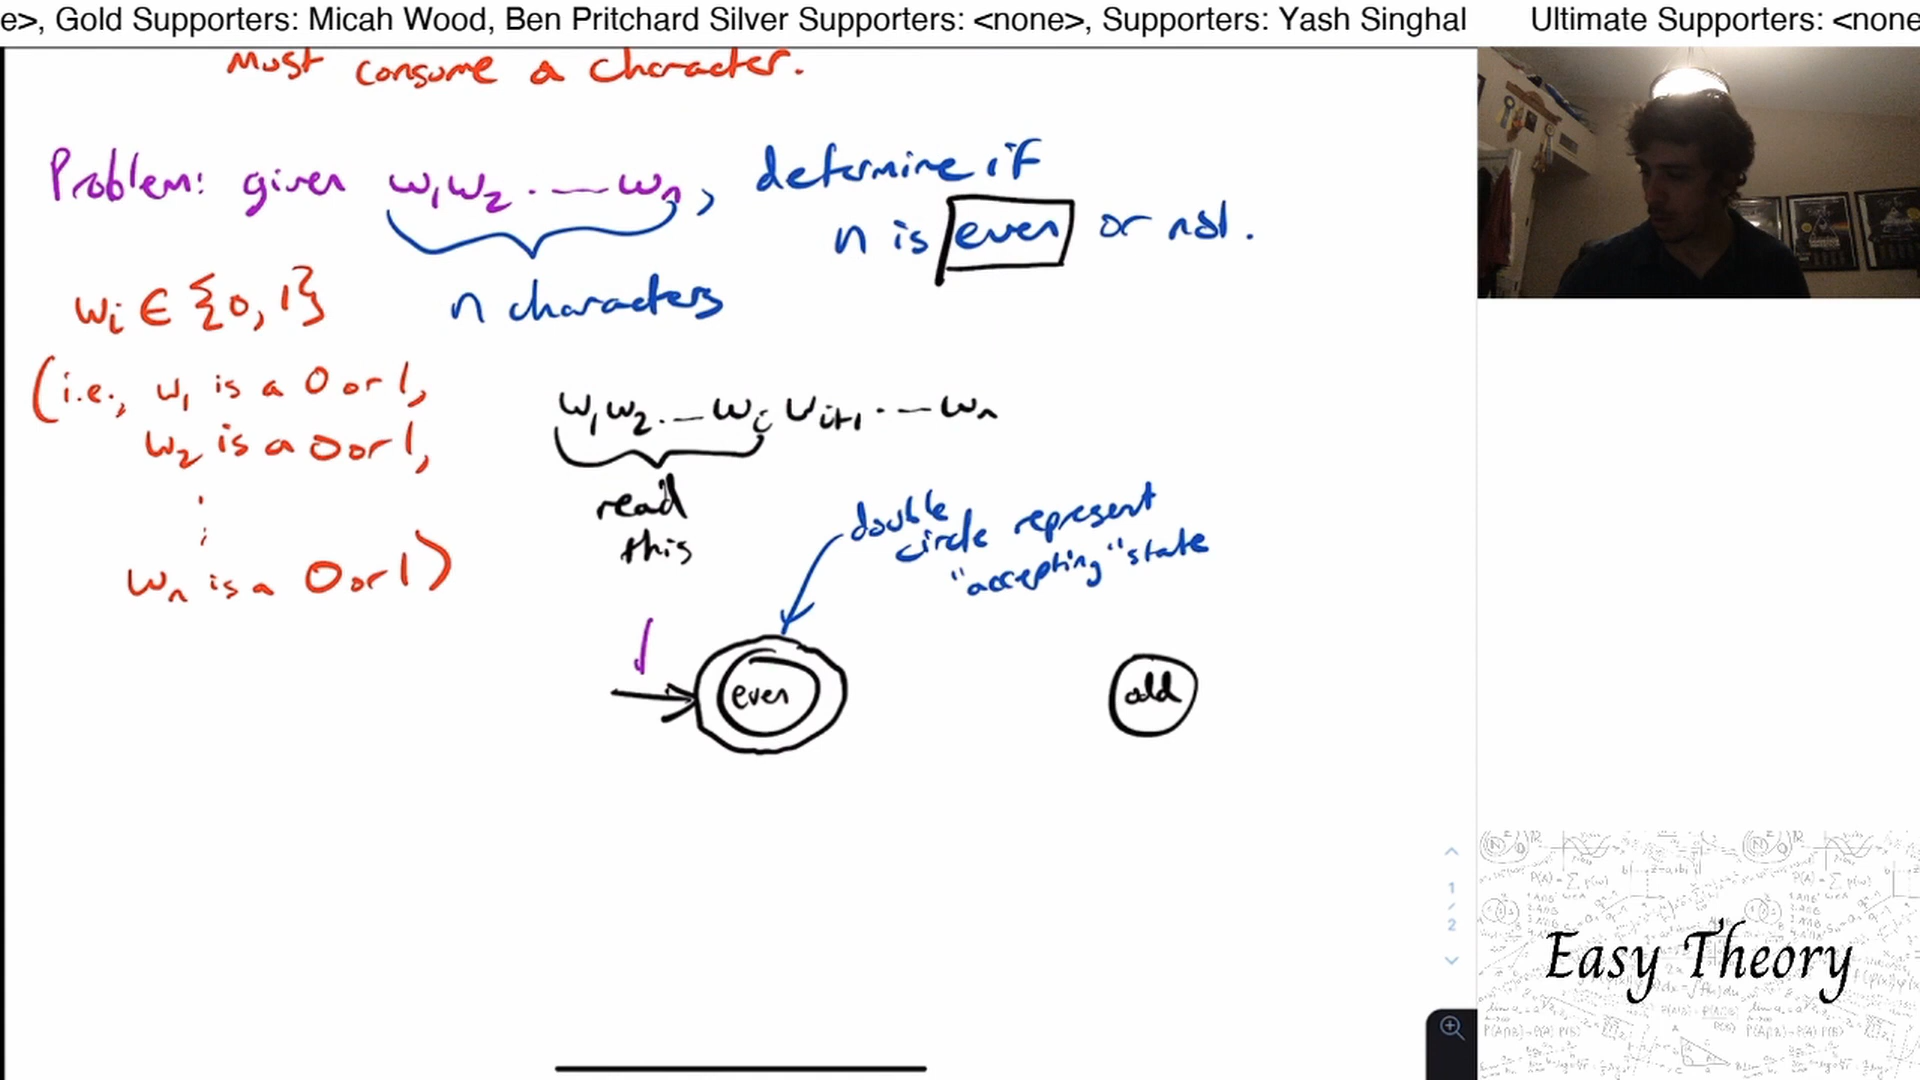 e>, Gold Supporters: Micah Wood, Ben Pritchard Silver Supporters: <none>, Supporters: Yash Singhal Ultimate Supporters: <none
must consume a character.
Problem: given w₁w₂.—wₙ, determine if
n is even or not.
n characters
wᵢ ∈ {0, 1}
(i.e., w₁ is a 0 or 1,
w₂ is a 0 or 1,
wₙ is a 0 or 1)
w₁w₂.—wᵢ wᵢ₊₁.—wₙ
read
this
double
circle represent
"accepting" state
even
odd
1
2
Easy Theory